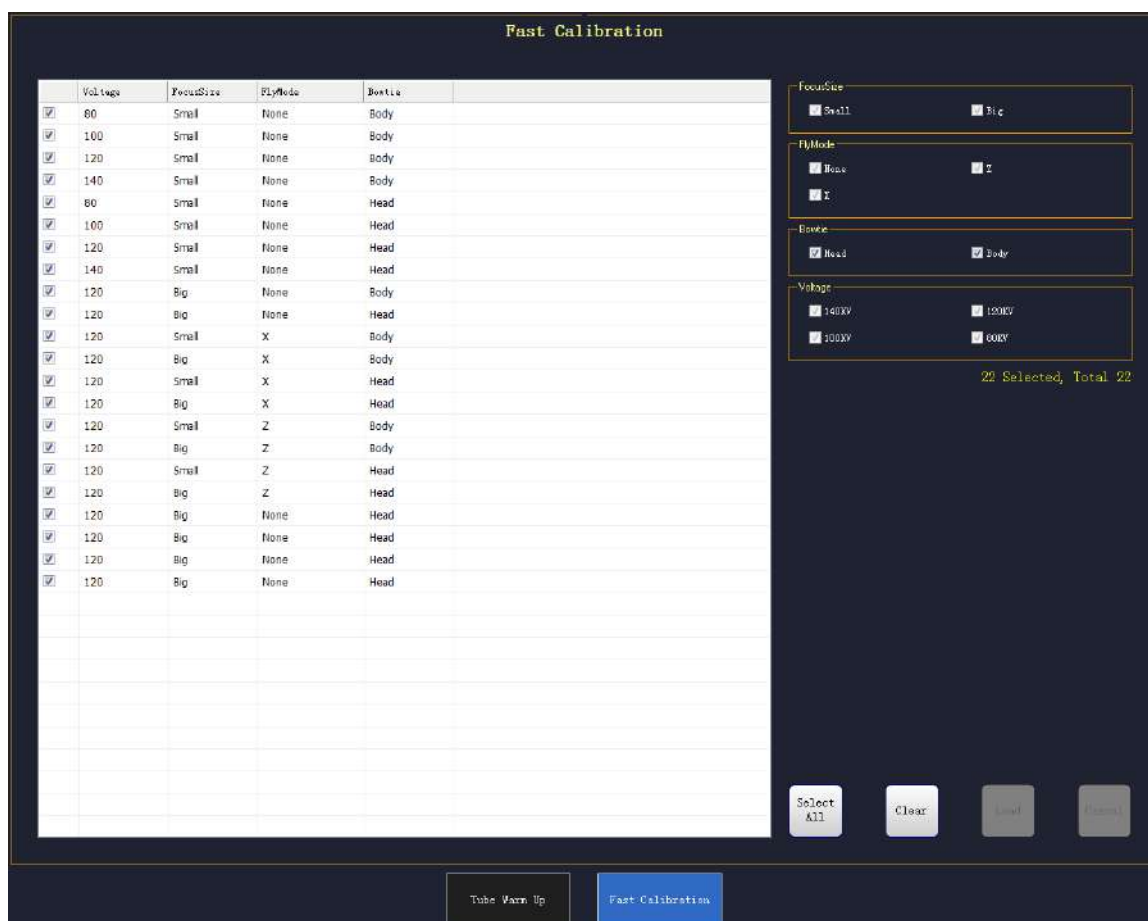 Fast Calibration
Voltage FocusSize FlyMode Bowtie
80 Small None Body
100 Small None Body
120 Small None Body
140 Small None Body
80 Small None Head
100 Small None Head
120 Small None Head
140 Small None Head
120 Big None Body
120 Big None Head
120 Small X Body
120 Big X Body
120 Small X Head
120 Big X Head
120 Small Z Body
120 Big Z Body
120 Small Z Head
120 Big Z Head
120 Big None Head
120 Big None Head
120 Big None Head
120 Big None Head
FocusSize
Small Big
FlyMode
None Z
X
Bowtie
Head Body
Voltage
140KV 120KV
100KV 80KV
22 Selected, Total 22
Select
All
Clear
Load
Cancel
Tube Warm Up
Fast Calibration